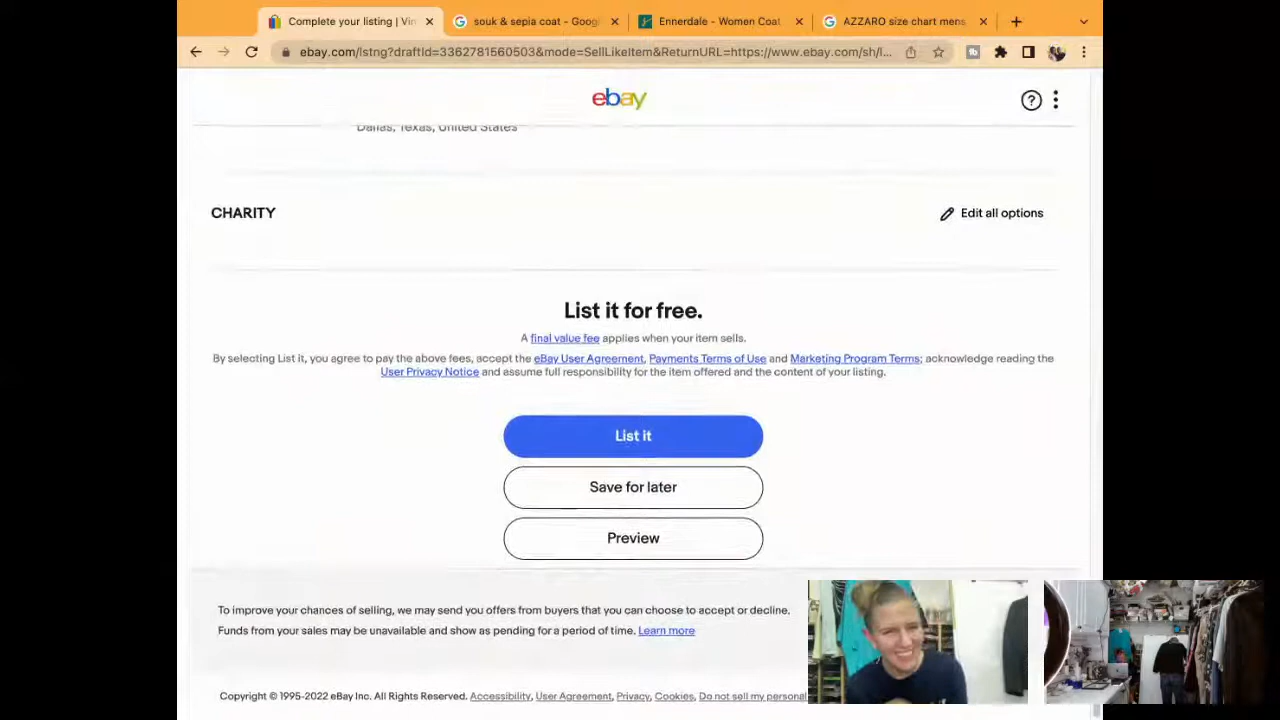 Complete your listing | Vin
souk & sepia coat - Googl
Ennerdale - Women Coat
AZZARO size chart mens
ebay.com/lstng?draftId=3362781560503&mode=SellLikeItem&ReturnURL=https://www.ebay.com/sh/l...
ebay
Dallas, Texas, United States
CHARITY
Edit all options
List it for free.
A final value fee applies when your item sells.
By selecting List it, you agree to pay the above fees, accept the eBay User Agreement, Payments Terms of Use and Marketing Program Terms; acknowledge reading the
User Privacy Notice and assume full responsibility for the item offered and the content of your listing.
List it
Save for later
Preview
To improve your chances of selling, we may send you offers from buyers that you can choose to accept or decline.
Funds from your sales may be unavailable and show as pending for a period of time. Learn more
Copyright © 1995-2022 eBay Inc. All Rights Reserved. Accessibility, User Agreement, Privacy, Cookies, Do not sell my personal